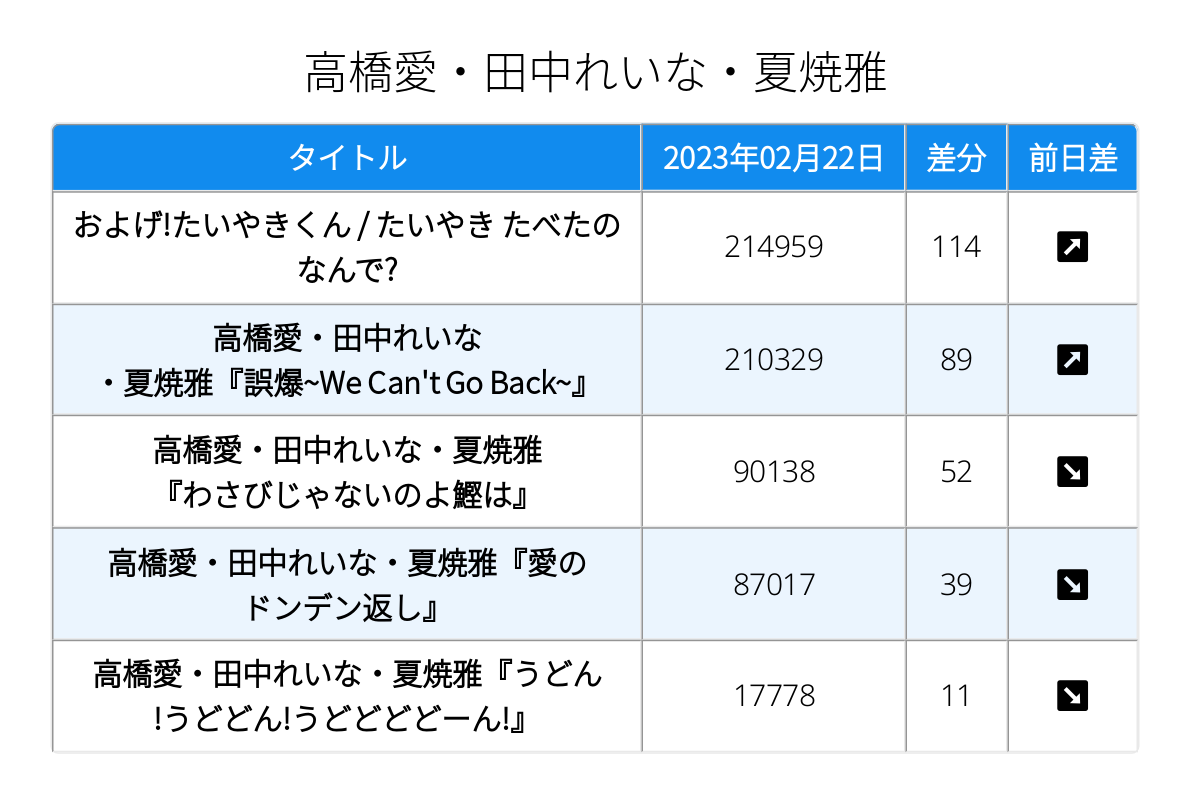 高橋愛・田中れいな・夏焼雅
タイトル 2023年02月22日 差分 前日差
およげ!たいやきくん / たいやき たべたの
なんで?
214959 114
高橋愛・田中れいな
・夏焼雅『誤爆~We Can't Go Back~』
210329 89
高橋愛・田中れいな・夏焼雅
『わさびじゃないのよ鰹は』
90138 52
高橋愛・田中れいな・夏焼雅『愛の
ドンデン返し』
87017 39
高橋愛・田中れいな・夏焼雅『うどん
!うどどん!うどどどどーん!』
17778 11